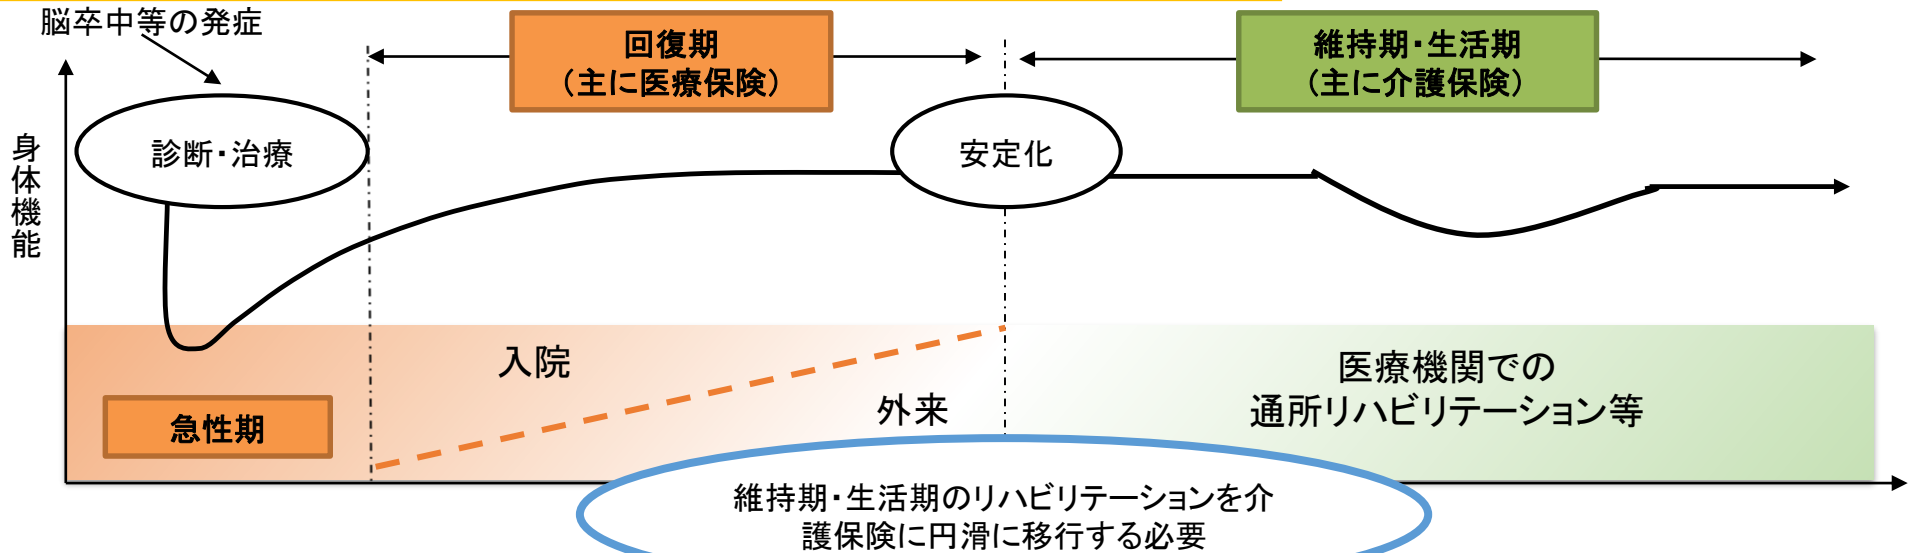 脳卒中等の発症
回復期
（主に医療保険）
維持期・生活期
（主に介護保険）
身体機能
診断・治療
安定化
入院
外来
急性期
医療機関での
通所リハビリテーション等
維持期・生活期のリハビリテーションを介
護保険に円滑に移行する必要